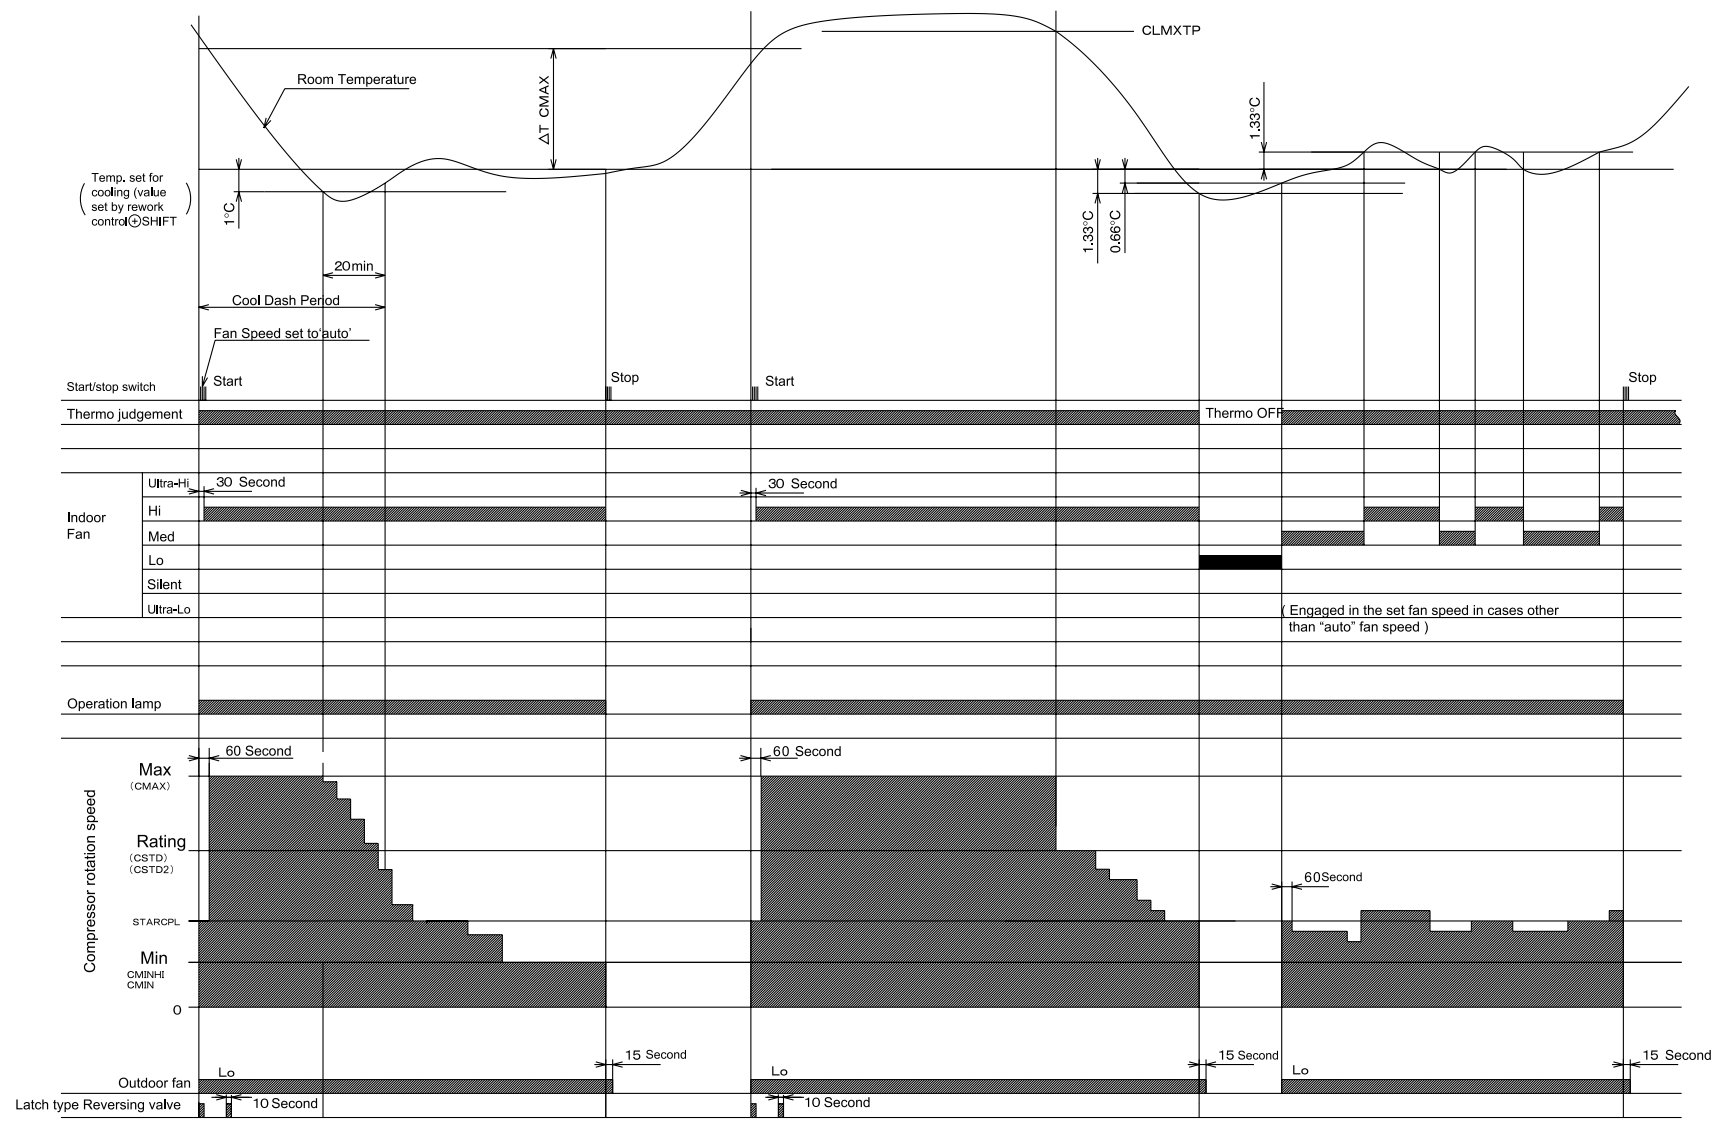 CLMXTP
Room Temperature
ΔT CMAX
1.33°C
( Temp. set for
cooling (value
set by rework
control⊕SHIFT )
1°C
1.33°C
0.66°C
20min
Cool Dash Period
Fan Speed set to‘auto’
Start/stop switch
Start
Stop
Start
Stop
Thermo judgement
Thermo OFF
Indoor
Fan
Ultra-Hi
30 Second
30 Second
Hi
Med
Lo
Silent
Ultra-Lo
( Engaged in the set fan speed in cases other
than “auto” fan speed )
Operation lamp
60 Second
60 Second
Compressor rotation speed
Max
(CMAX)
Rating
(CSTD)
(CSTD2)
60Second
STARCPL
Min
CMINHI
CMIN
0
15 Second
15 Second
15 Second
Outdoor fan
Lo
Lo
Lo
Latch type Reversing valve
10 Second
10 Second